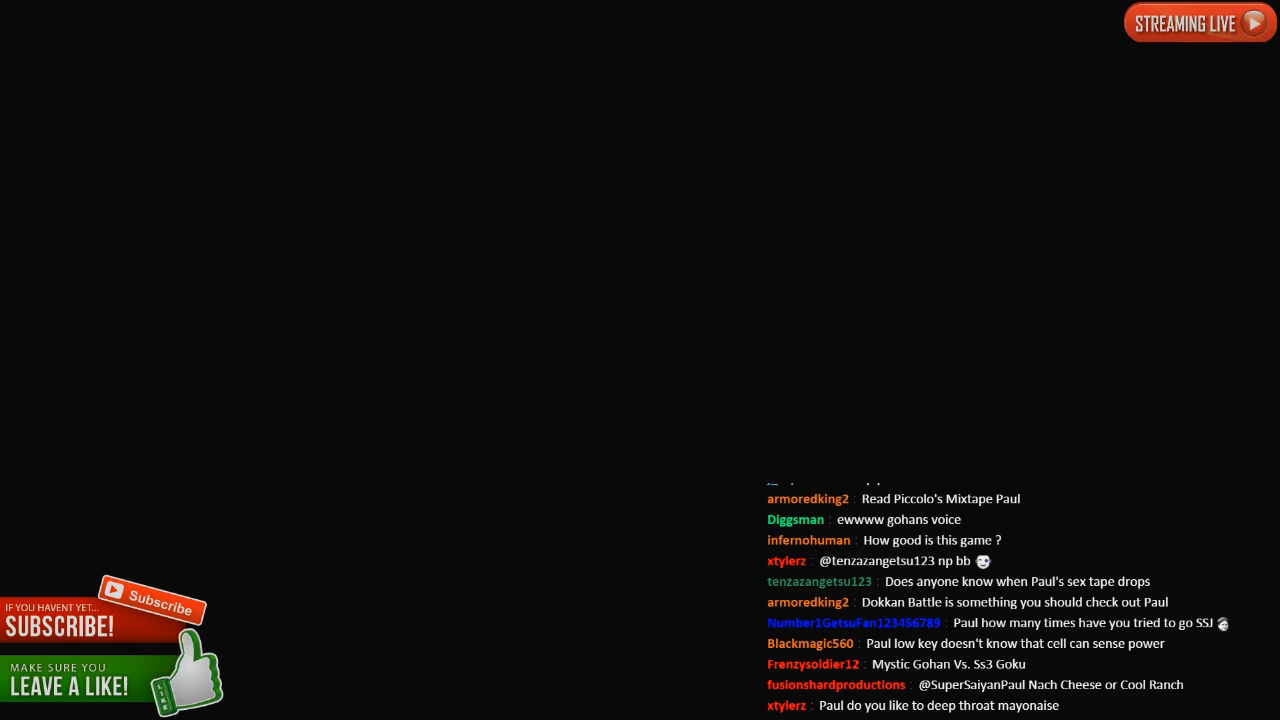 STREAMING LIVE
armoredking2 : Read Piccolo's Mixtape Paul
Diggsman : ewwww gohans voice
infernohuman : How good is this game ?
xtylerz : @tenzazangetsu123 np bb
tenzazangetsu123 : Does anyone know when Paul's sex tape drops
armoredking2 : Dokkan Battle is something you should check out Paul
Number1GetsuFan123456789 : Paul how many times have you tried to go SSJ
Blackmagic560 : Paul low key doesn't know that cell can sense power
Frenzysoldier12 : Mystic Gohan Vs. Ss3 Goku
fusionshardproductions : @SuperSaiyanPaul Nach Cheese or Cool Ranch
xtylerz : Paul do you like to deep throat mayonaise
Subscribe
IF YOU HAVENT YET...
SUBSCRIBE!
MAKE SURE YOU
LEAVE A LIKE!
LIKE